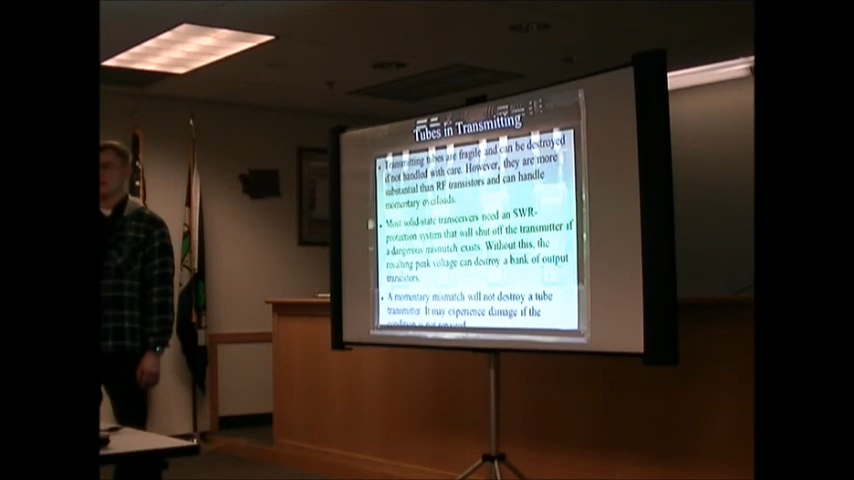 Tubes in Transmitting
• Transmitting tubes are fragile and can be destroyed
if not handled with care. However, they are more
substantial than RF transistors and can handle
momentary overloads.
• Most solid-state transceivers need an SWR-
protection system that will shut off the transmitter if
a dangerous mismatch exists. Without this, the
resulting peak voltage can destroy a bank of output
transistors.
• A momentary mismatch will not destroy a tube
transmitter. It may experience damage if the
condition is not